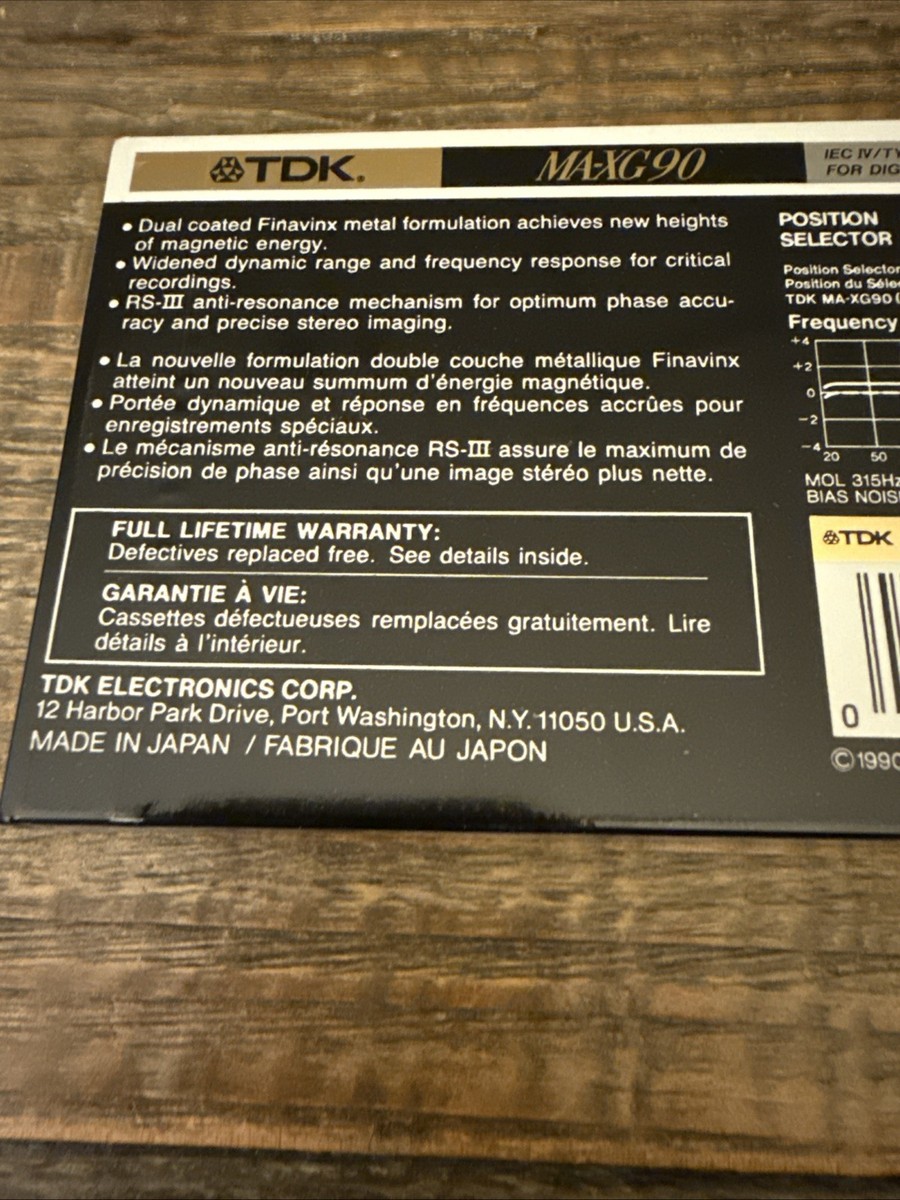 TDK. MA-XG 90 IEC IV/TY
FOR DIG
• Dual coated Finavinx metal formulation achieves new heights
of magnetic energy.
• Widened dynamic range and frequency response for critical
recordings.
• RS-III anti-resonance mechanism for optimum phase accu-
racy and precise stereo imaging.
• La nouvelle formulation double couche métallique Finavinx
atteint un nouveau summum d'énergie magnétique.
• Portée dynamique et réponse en fréquences accrûes pour
enregistrements spéciaux.
• Le mécanisme anti-résonance RS-III assure le maximum de
précision de phase ainsi qu'une image stéréo plus nette.
FULL LIFETIME WARRANTY:
Defectives replaced free. See details inside.
GARANTIE À VIE:
Cassettes défectueuses remplacées gratuitement. Lire
détails à l'intérieur.
TDK ELECTRONICS CORP.
12 Harbor Park Drive, Port Washington, N.Y. 11050 U.S.A.
MADE IN JAPAN / FABRIQUE AU JAPON
POSITION
SELECTOR
Position Selector
Position du Séle
TDK MA-XG90 (
Frequency
+4
+2
0
−2
−4
20 50
MOL 315Hz
BIAS NOIS
TDK
0
©1990